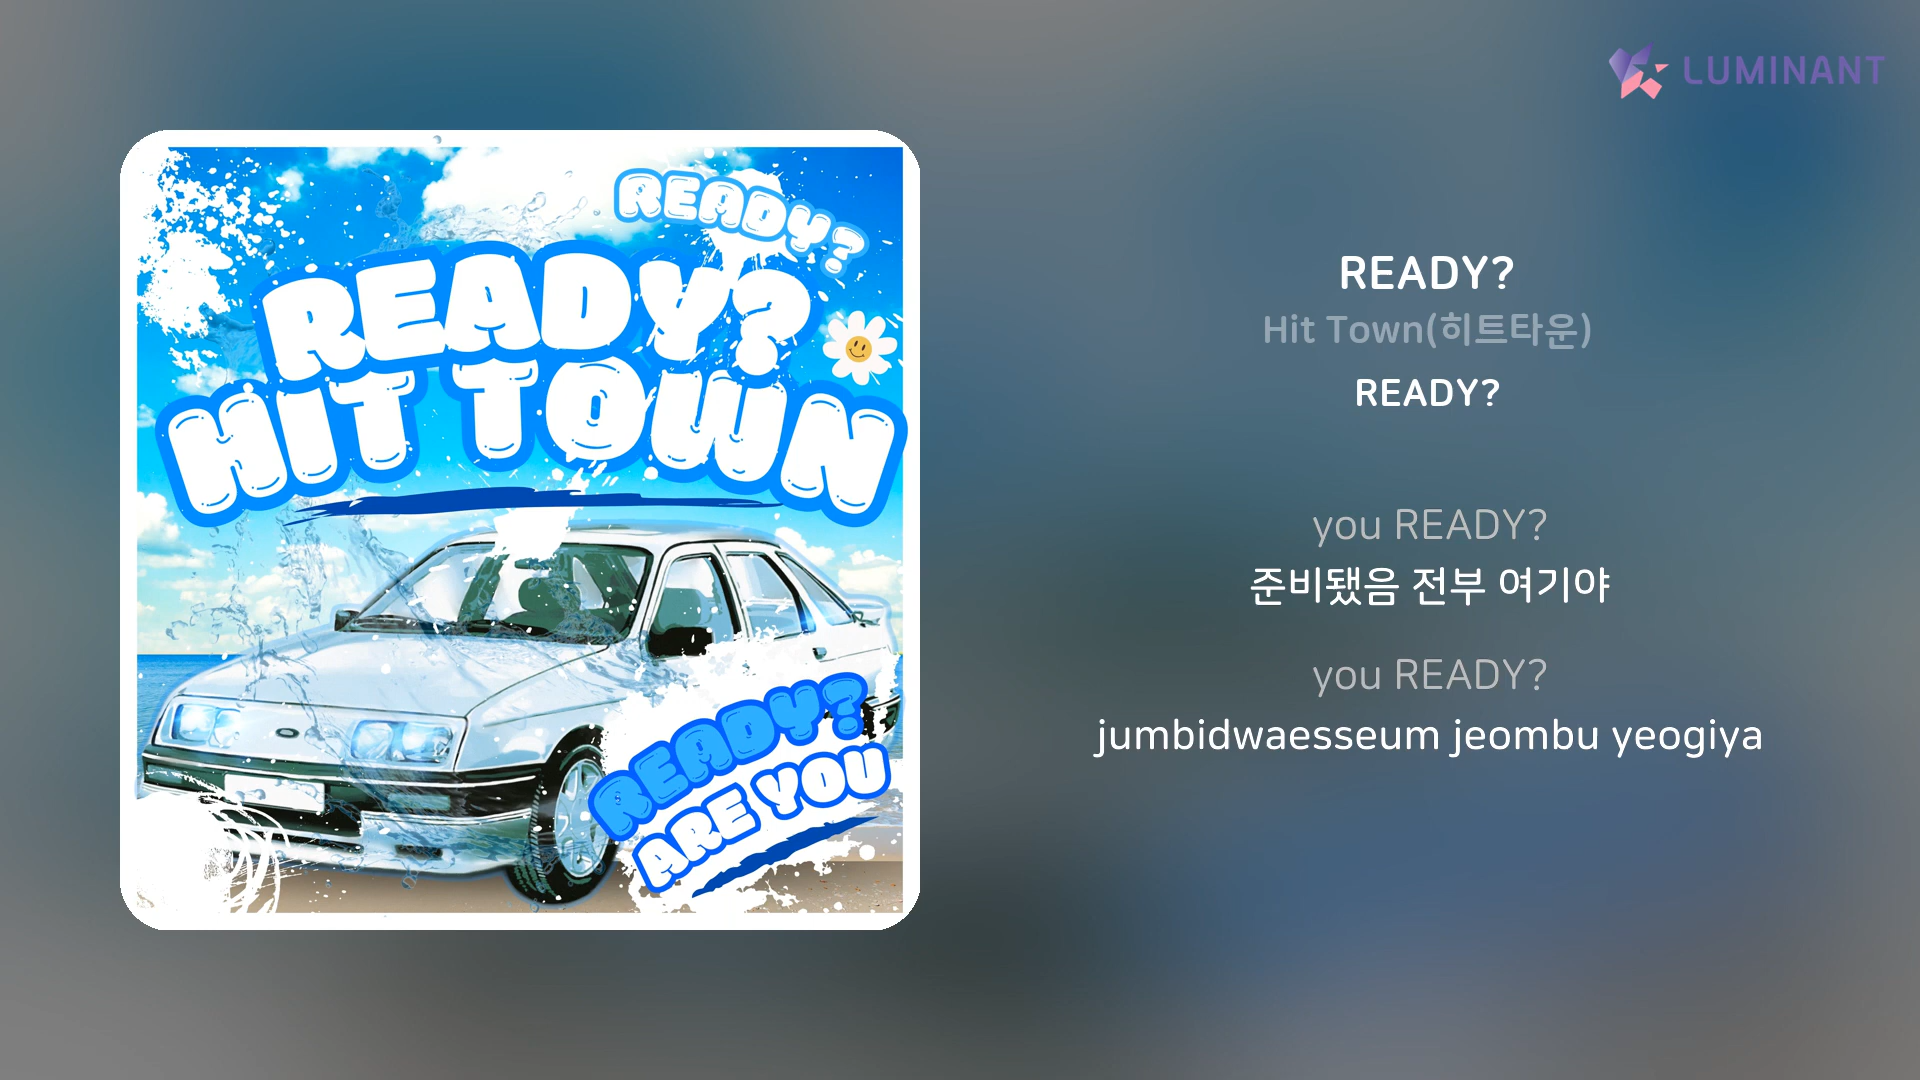 READY?
READY?
HIT TOWN
READY?
ARE YOU
LUMINANT
READY?
Hit Town(히트타운)
READY?
you READY?
준비됐음 전부 여기야
you READY?
jumbidwaesseum jeombu yeogiya